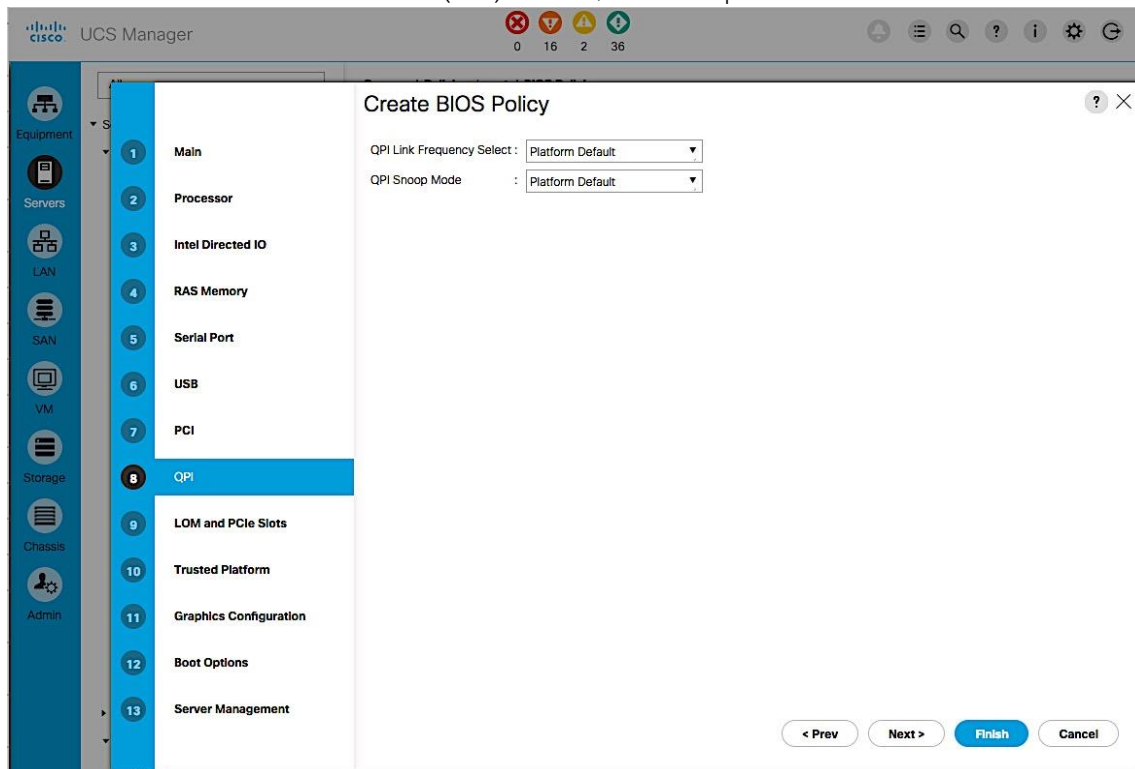 CISCO. UCS Manager
0 16 2 36
Equipment
Servers
LAN
SAN
VM
Storage
Chassis
Admin
1 Main
2 Processor
3 Intel Directed IO
4 RAS Memory
5 Serial Port
6 USB
7 PCI
8 QPI
9 LOM and PCIe Slots
10 Trusted Platform
11 Graphics Configuration
12 Boot Options
13 Server Management
Create BIOS Policy
? ×
QPI Link Frequency Select : Platform Default
QPI Snoop Mode : Platform Default
< Prev Next > Finish Cancel